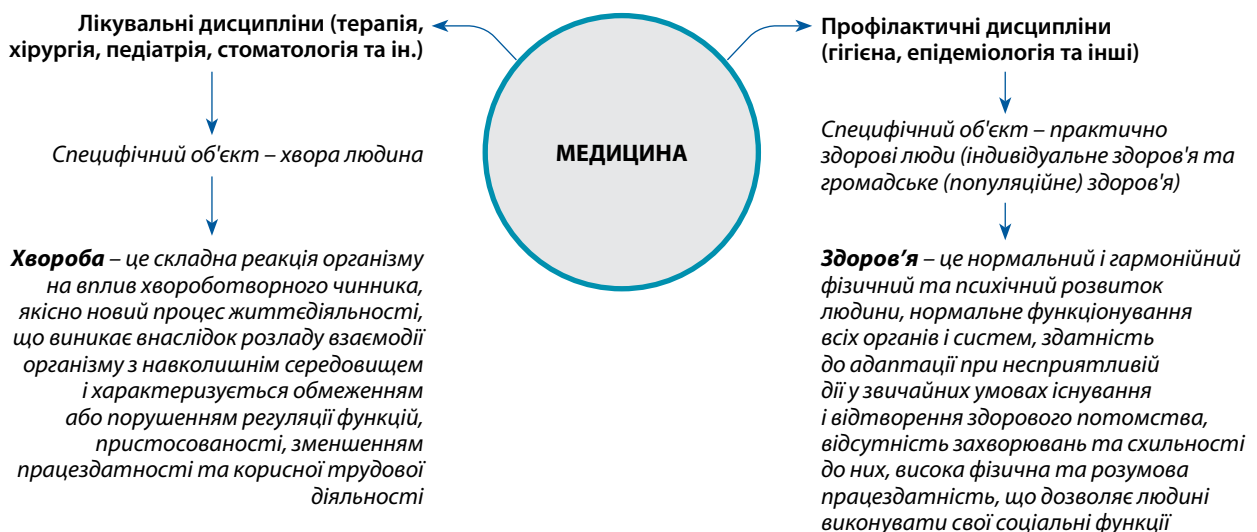 Лікувальні дисципліни (терапія,
хірургія, педіатрія, стоматологія та ін.)
Специфічний об'єкт – хвора людина
Хвороба – це складна реакція організму
на вплив хвороботворного чинника,
якісно новий процес життєдіяльності,
що виникає внаслідок розладу взаємодії
організму з навколишнім середовищем
і характеризується обмеженням
або порушенням регуляції функцій,
пристосованості, зменшенням
працездатності та корисної трудової
діяльності
МЕДИЦИНА
Профілактичні дисципліни
(гігієна, епідеміологія та інші)
Специфічний об'єкт – практично
здорові люди (індивідуальне здоров'я та
громадське (популяційне) здоров'я)
Здоров’я – це нормальний і гармонійний
фізичний та психічний розвиток
людини, нормальне функціонування
всіх органів і систем, здатність
до адаптації при несприятливій
дії у звичайних умовах існування
і відтворення здорового потомства,
відсутність захворювань та схильності
до них, висока фізична та розумова
працездатність, що дозволяє людині
виконувати свої соціальні функції